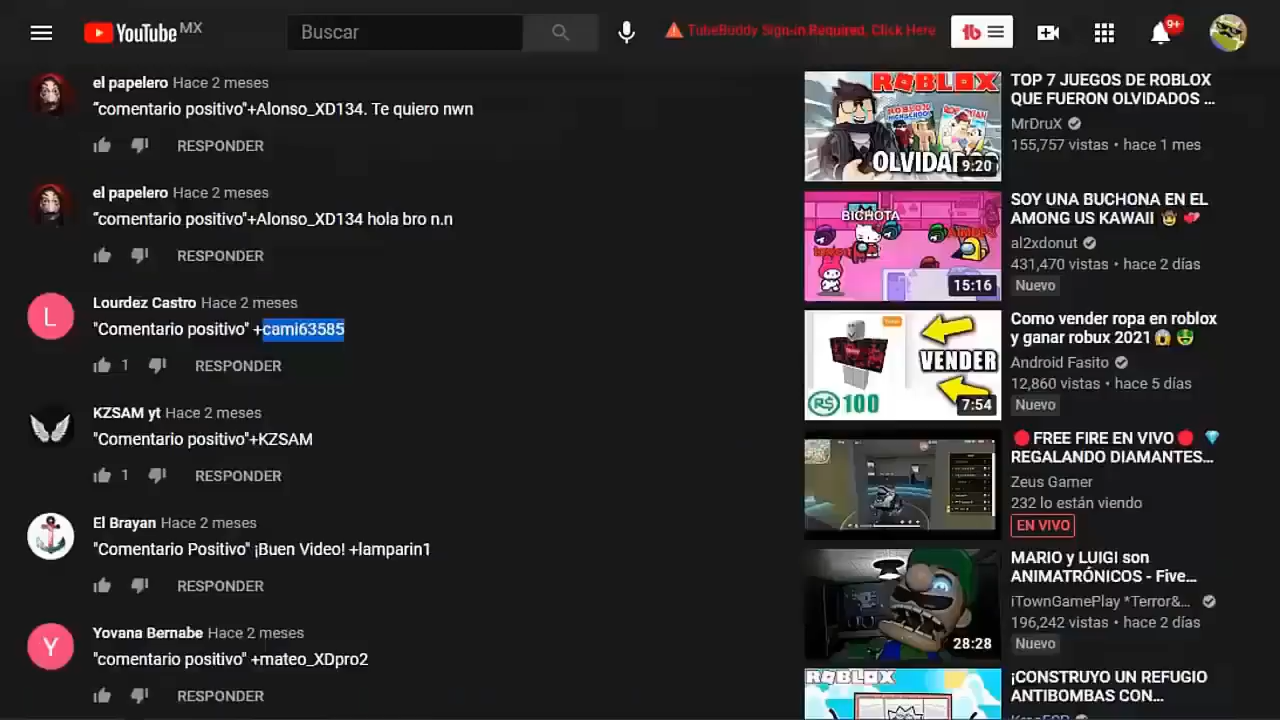 YouTube MX
Buscar
TubeBuddy Sign-in Required, Click Here
tb
9+
el papelero Hace 2 meses
“comentario positivo"+Alonso_XD134. Te quiero nwn
RESPONDER
el papelero Hace 2 meses
“comentario positivo"+Alonso_XD134 hola bro n.n
RESPONDER
L
Lourdez Castro Hace 2 meses
"Comentario positivo" +cami63585
1
RESPONDER
KZSAM yt Hace 2 meses
"Comentario positivo"+KZSAM
1
RESPONDER
El Brayan Hace 2 meses
"Comentario Positivo" ¡Buen Video! +lamparin1
RESPONDER
Y
Yovana Bernabe Hace 2 meses
"comentario positivo" +mateo_XDpro2
RESPONDER
ROBLOX
OLVIDA
9:20
TOP 7 JUEGOS DE ROBLOX
QUE FUERON OLVIDADOS ...
MrDruX
155,757 vistas • hace 1 mes
BICHOTA
15:16
SOY UNA BUCHONA EN EL
AMONG US KAWAII
al2xdonut
431,470 vistas • hace 2 días
Nuevo
VENDER
R$ 100
7:54
Como vender ropa en roblox
y ganar robux 2021
Android Fasito
12,860 vistas • hace 5 días
Nuevo
FREE FIRE EN VIVO
REGALANDO DIAMANTES...
Zeus Gamer
232 lo están viendo
EN VIVO
28:28
MARIO y LUIGI son
ANIMATRÓNICOS - Five...
iTownGamePlay *Terror&...
196,242 vistas • hace 2 días
Nuevo
ROBLOX
¡CONSTRUYO UN REFUGIO
ANTIBOMBAS CON...